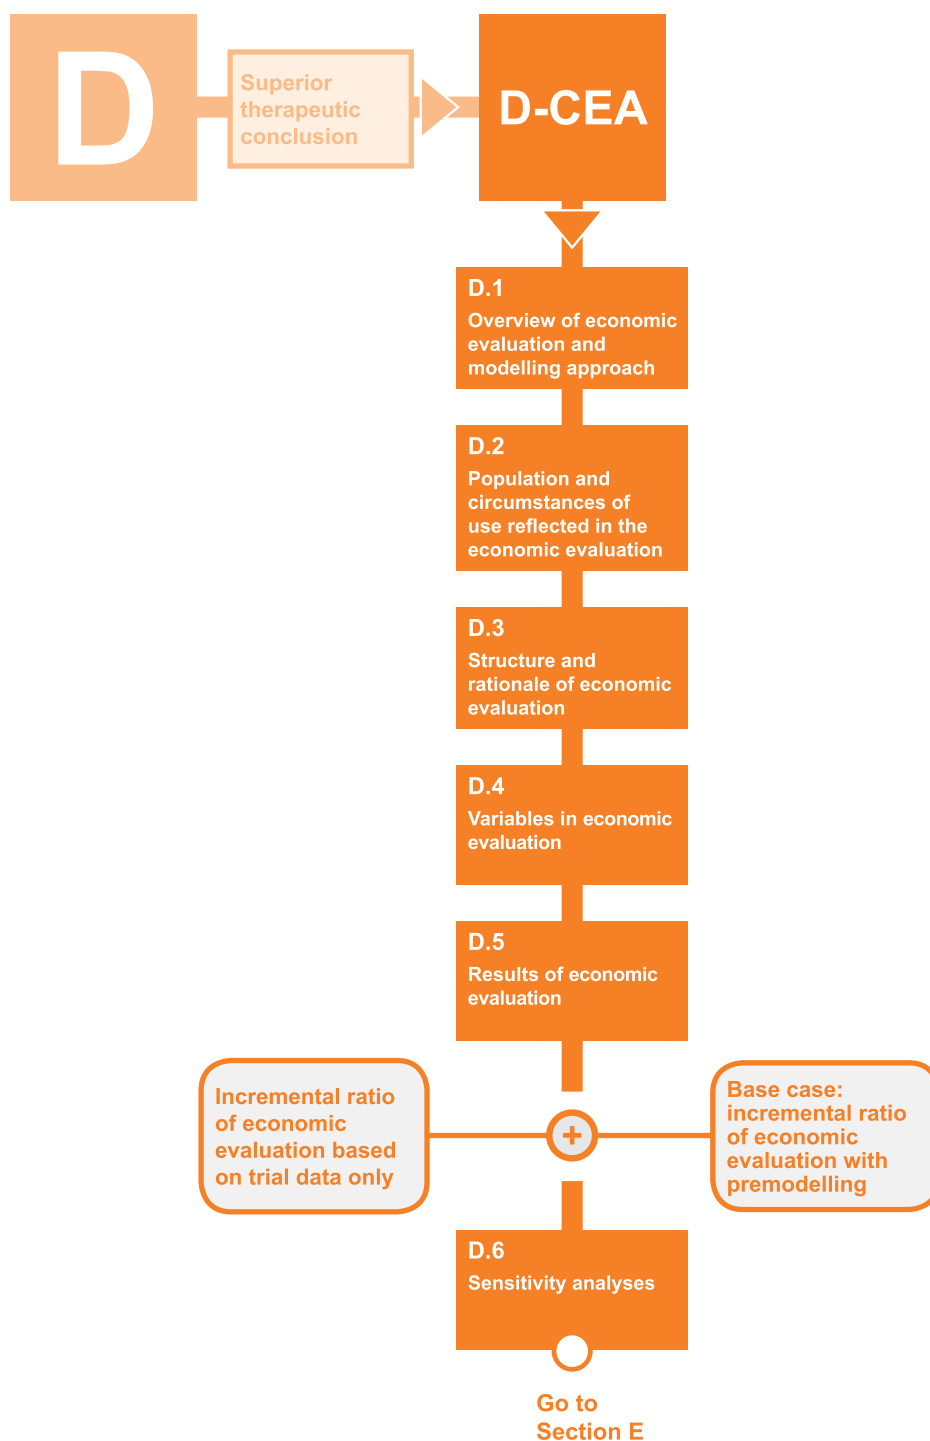 D
Superior
therapeutic
conclusion
D-CEA
D.1
Overview of economic
evaluation and
modelling approach
D.2
Population and
circumstances of
use reflected in the
economic evaluation
D.3
Structure and
rationale of economic
evaluation
D.4
Variables in economic
evaluation
D.5
Results of economic
evaluation
Incremental ratio
of economic
evaluation based
on trial data only
+
Base case:
incremental ratio
of economic
evaluation with
premodelling
D.6
Sensitivity analyses
Go to
Section E